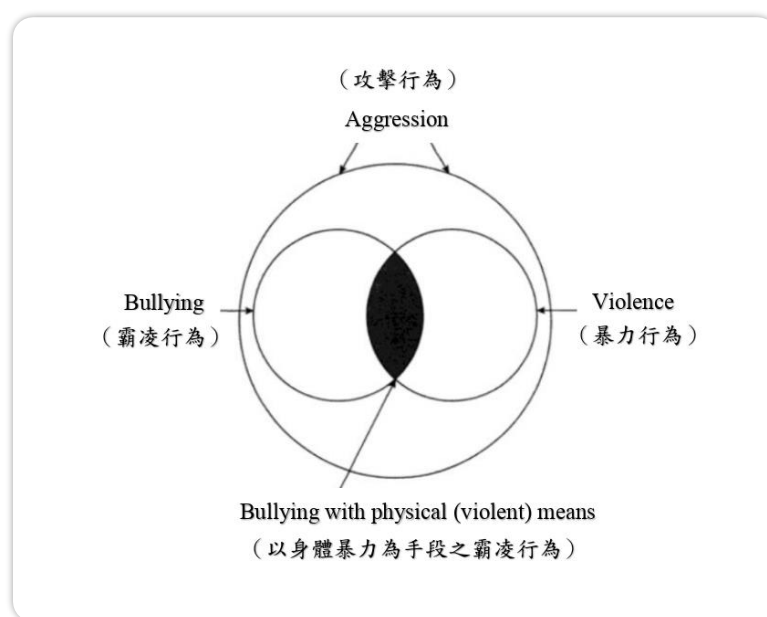 （攻擊行為）
Aggression
Bullying
（霸凌行為）
Violence
（暴力行為）
Bullying with physical (violent) means
（以身體暴力為手段之霸凌行為）